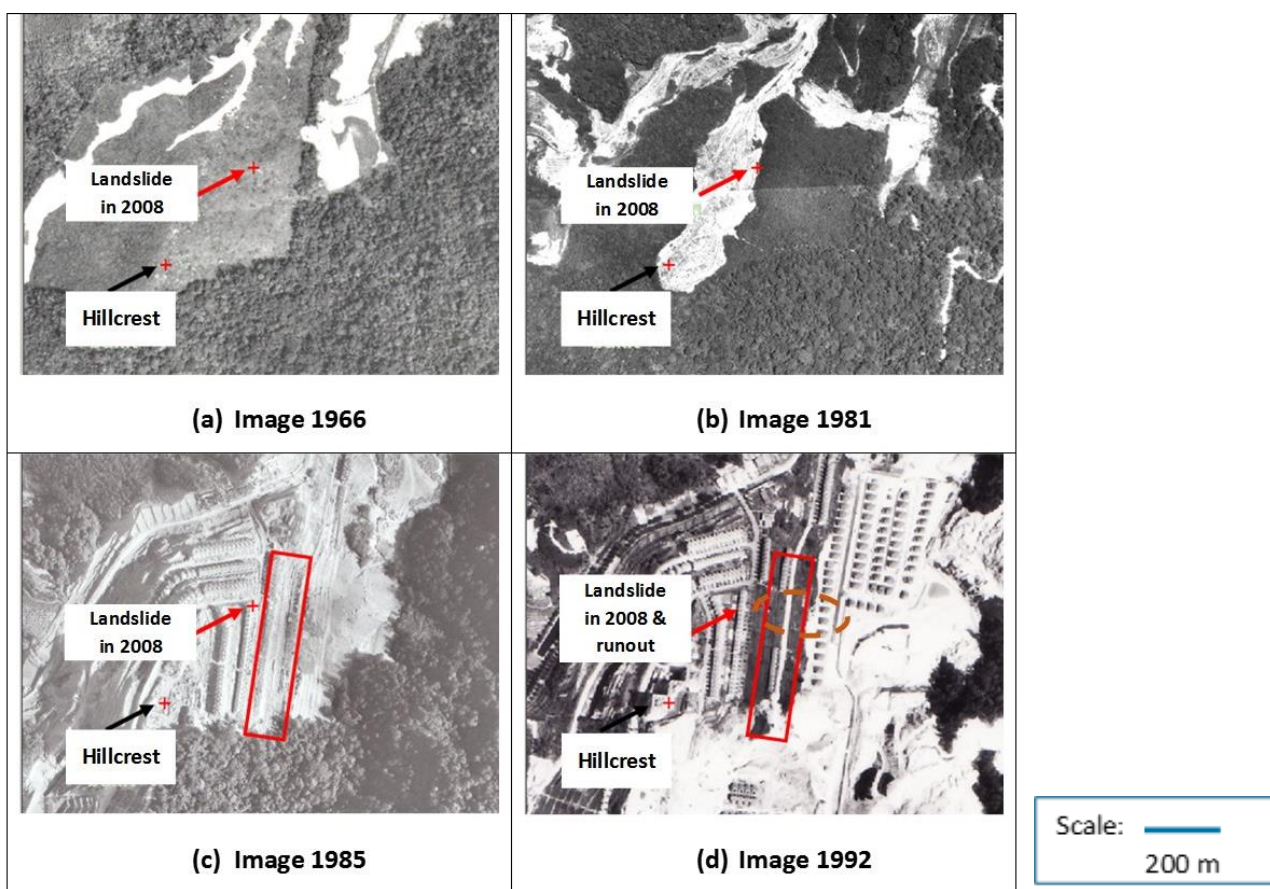 Landslide
in 2008
Hillcrest
(a) Image 1966
Landslide
in 2008
Hillcrest
(b) Image 1981
Landslide
in 2008
Hillcrest
(c) Image 1985
Landslide
in 2008 &
runout
Hillcrest
(d) Image 1992
Scale:
200 m